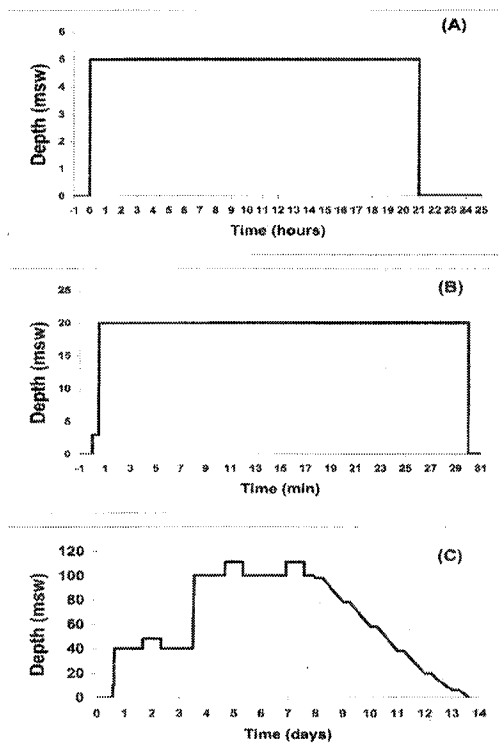 (A)
Depth (msw)
6
5
4
3
2
1
0
-1 0 1 2 3 4 5 6 7 8 9 10 11 12 13 14 15 16 17 18 19 20 21 22 23 24 25
Time (hours)
(B)
Depth (msw)
25
20
15
10
5
0
-1 1 3 5 7 9 11 13 15 17 19 21 23 25 27 29 31
Time (min)
(C)
Depth (msw)
120
100
80
60
40
20
0
0 1 2 3 4 5 6 7 8 9 10 11 12 13 14
Time (days)